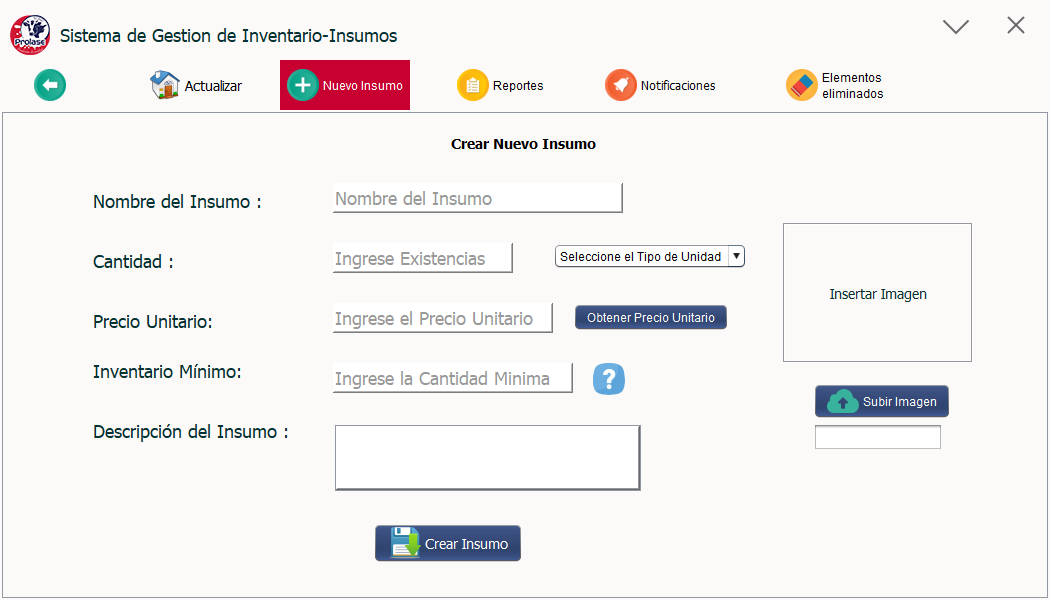 Prolase
Sistema de Gestion de Inventario-Insumos
Actualizar
Nuevo Insumo
Reportes
Notificaciones
Elementos
eliminados
Crear Nuevo Insumo
Nombre del Insumo :
Nombre del Insumo
Cantidad :
Ingrese Existencias
Seleccione el Tipo de Unidad
Precio Unitario:
Ingrese el Precio Unitario
Obtener Precio Unitario
Inventario Mínimo:
Ingrese la Cantidad Minima
?
Descripción del Insumo :
Insertar Imagen
Subir Imagen
Crear Insumo